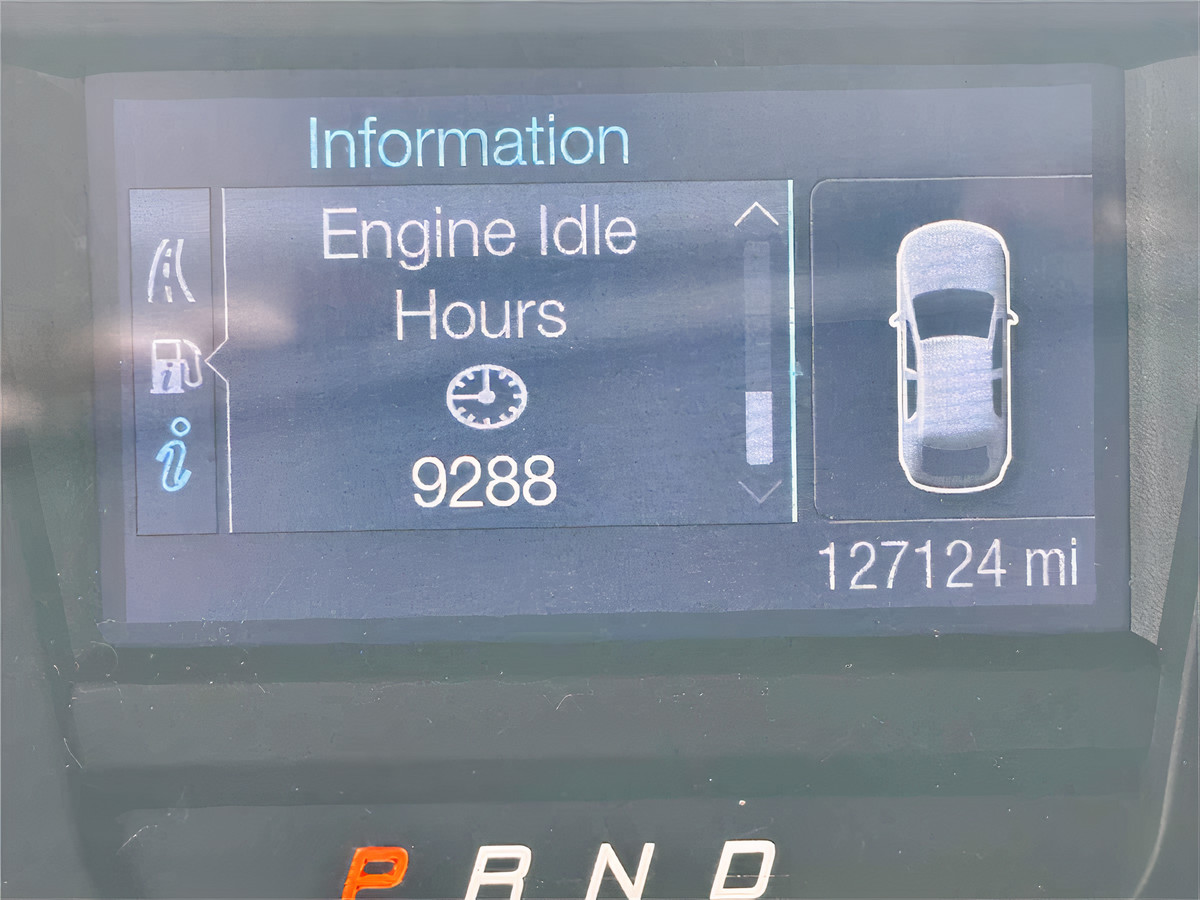 Information
Engine Idle
Hours
9288
127124 mi
P R N D